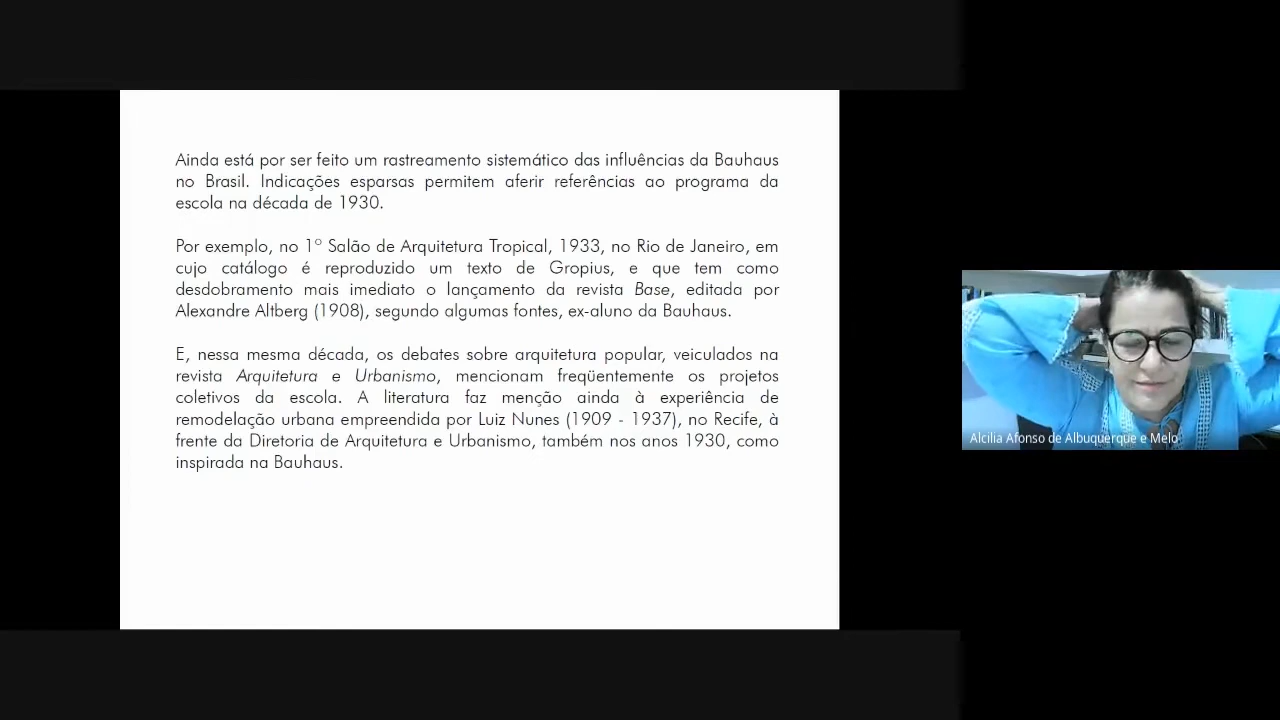 Ainda está por ser feito um rastreamento sistemático das influências da Bauhaus
no Brasil. Indicações esparsas permitem aferir referências ao programa da
escola na década de 1930.
Por exemplo, no 1º Salão de Arquitetura Tropical, 1933, no Rio de Janeiro, em
cujo catálogo é reproduzido um texto de Gropius, e que tem como
desdobramento mais imediato o lançamento da revista Base, editada por
Alexandre Altberg (1908), segundo algumas fontes, ex-aluno da Bauhaus.
E, nessa mesma década, os debates sobre arquitetura popular, veiculados na
revista Arquitetura e Urbanismo, mencionam freqüentemente os projetos
coletivos da escola. A literatura faz menção ainda à experiência de
remodelação urbana empreendida por Luiz Nunes (1909 - 1937), no Recife, à
frente da Diretoria de Arquitetura e Urbanismo, também nos anos 1930, como
inspirada na Bauhaus.
Alcilia Afonso de Albuquerque e Melo